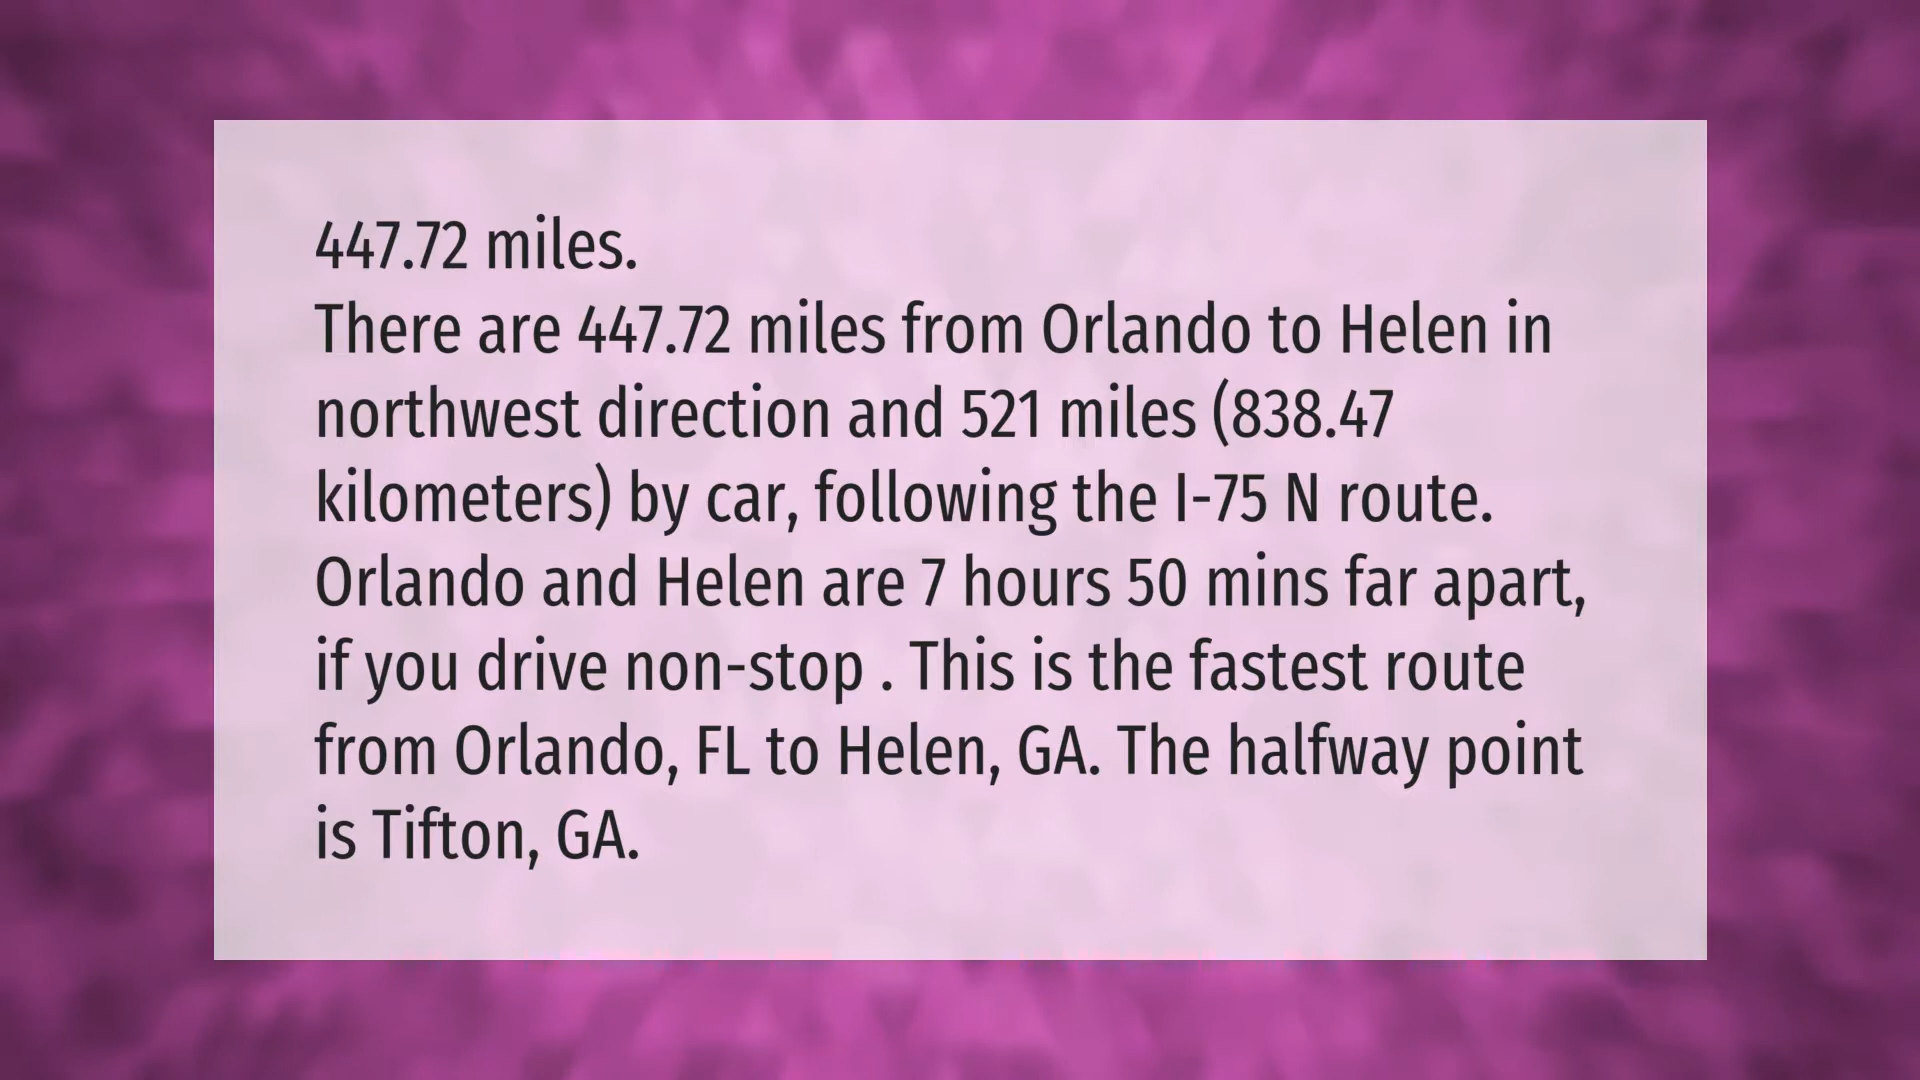 447.72 miles.
There are 447.72 miles from Orlando to Helen in
northwest direction and 521 miles (838.47
kilometers) by car, following the I-75 N route.
Orlando and Helen are 7 hours 50 mins far apart,
if you drive non-stop . This is the fastest route
from Orlando, FL to Helen, GA. The halfway point
is Tifton, GA.